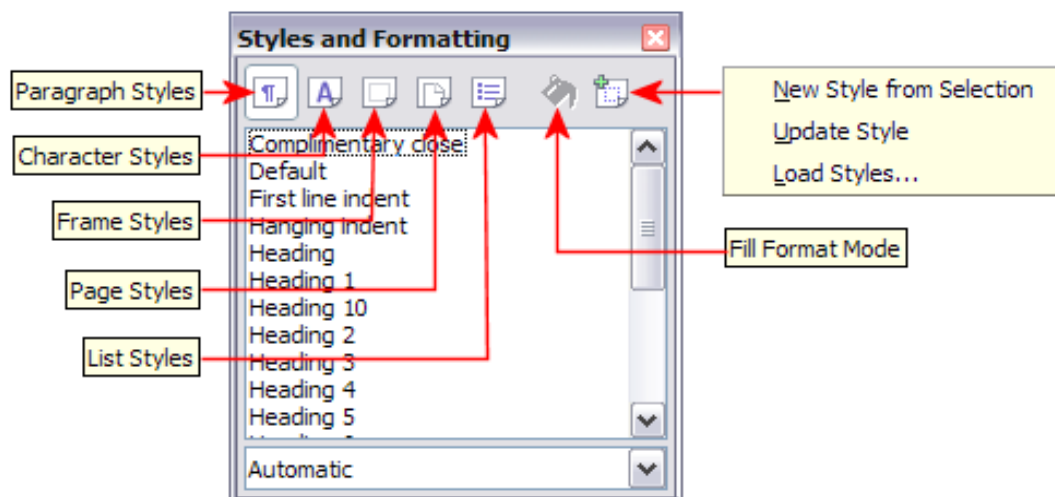 Styles and Formatting
Paragraph Styles
Character Styles
Frame Styles
Page Styles
List Styles
Complimentary close
Default
First line indent
Hanging indent
Heading
Heading 1
Heading 10
Heading 2
Heading 3
Heading 4
Heading 5
Automatic
New Style from Selection
Update Style
Load Styles...
Fill Format Mode